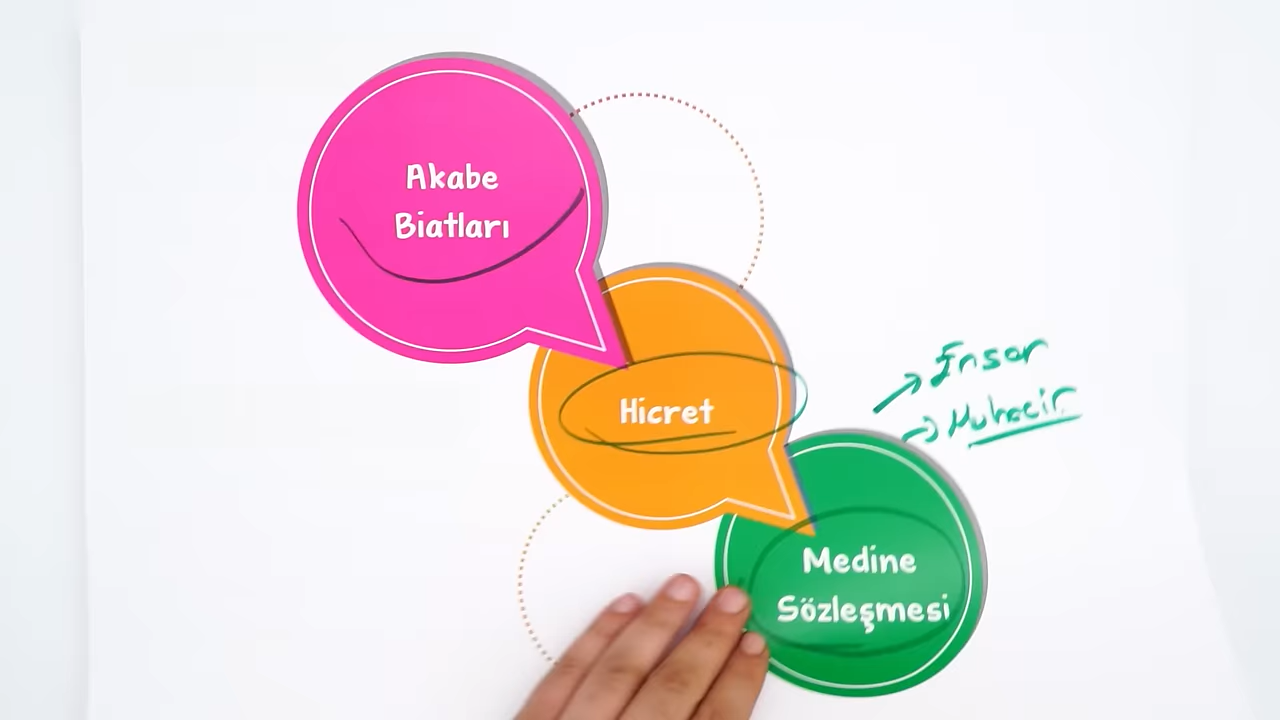 Akabe
Biatları
Hicret
Ensar
Muhacir
Medine
Sözleşmesi